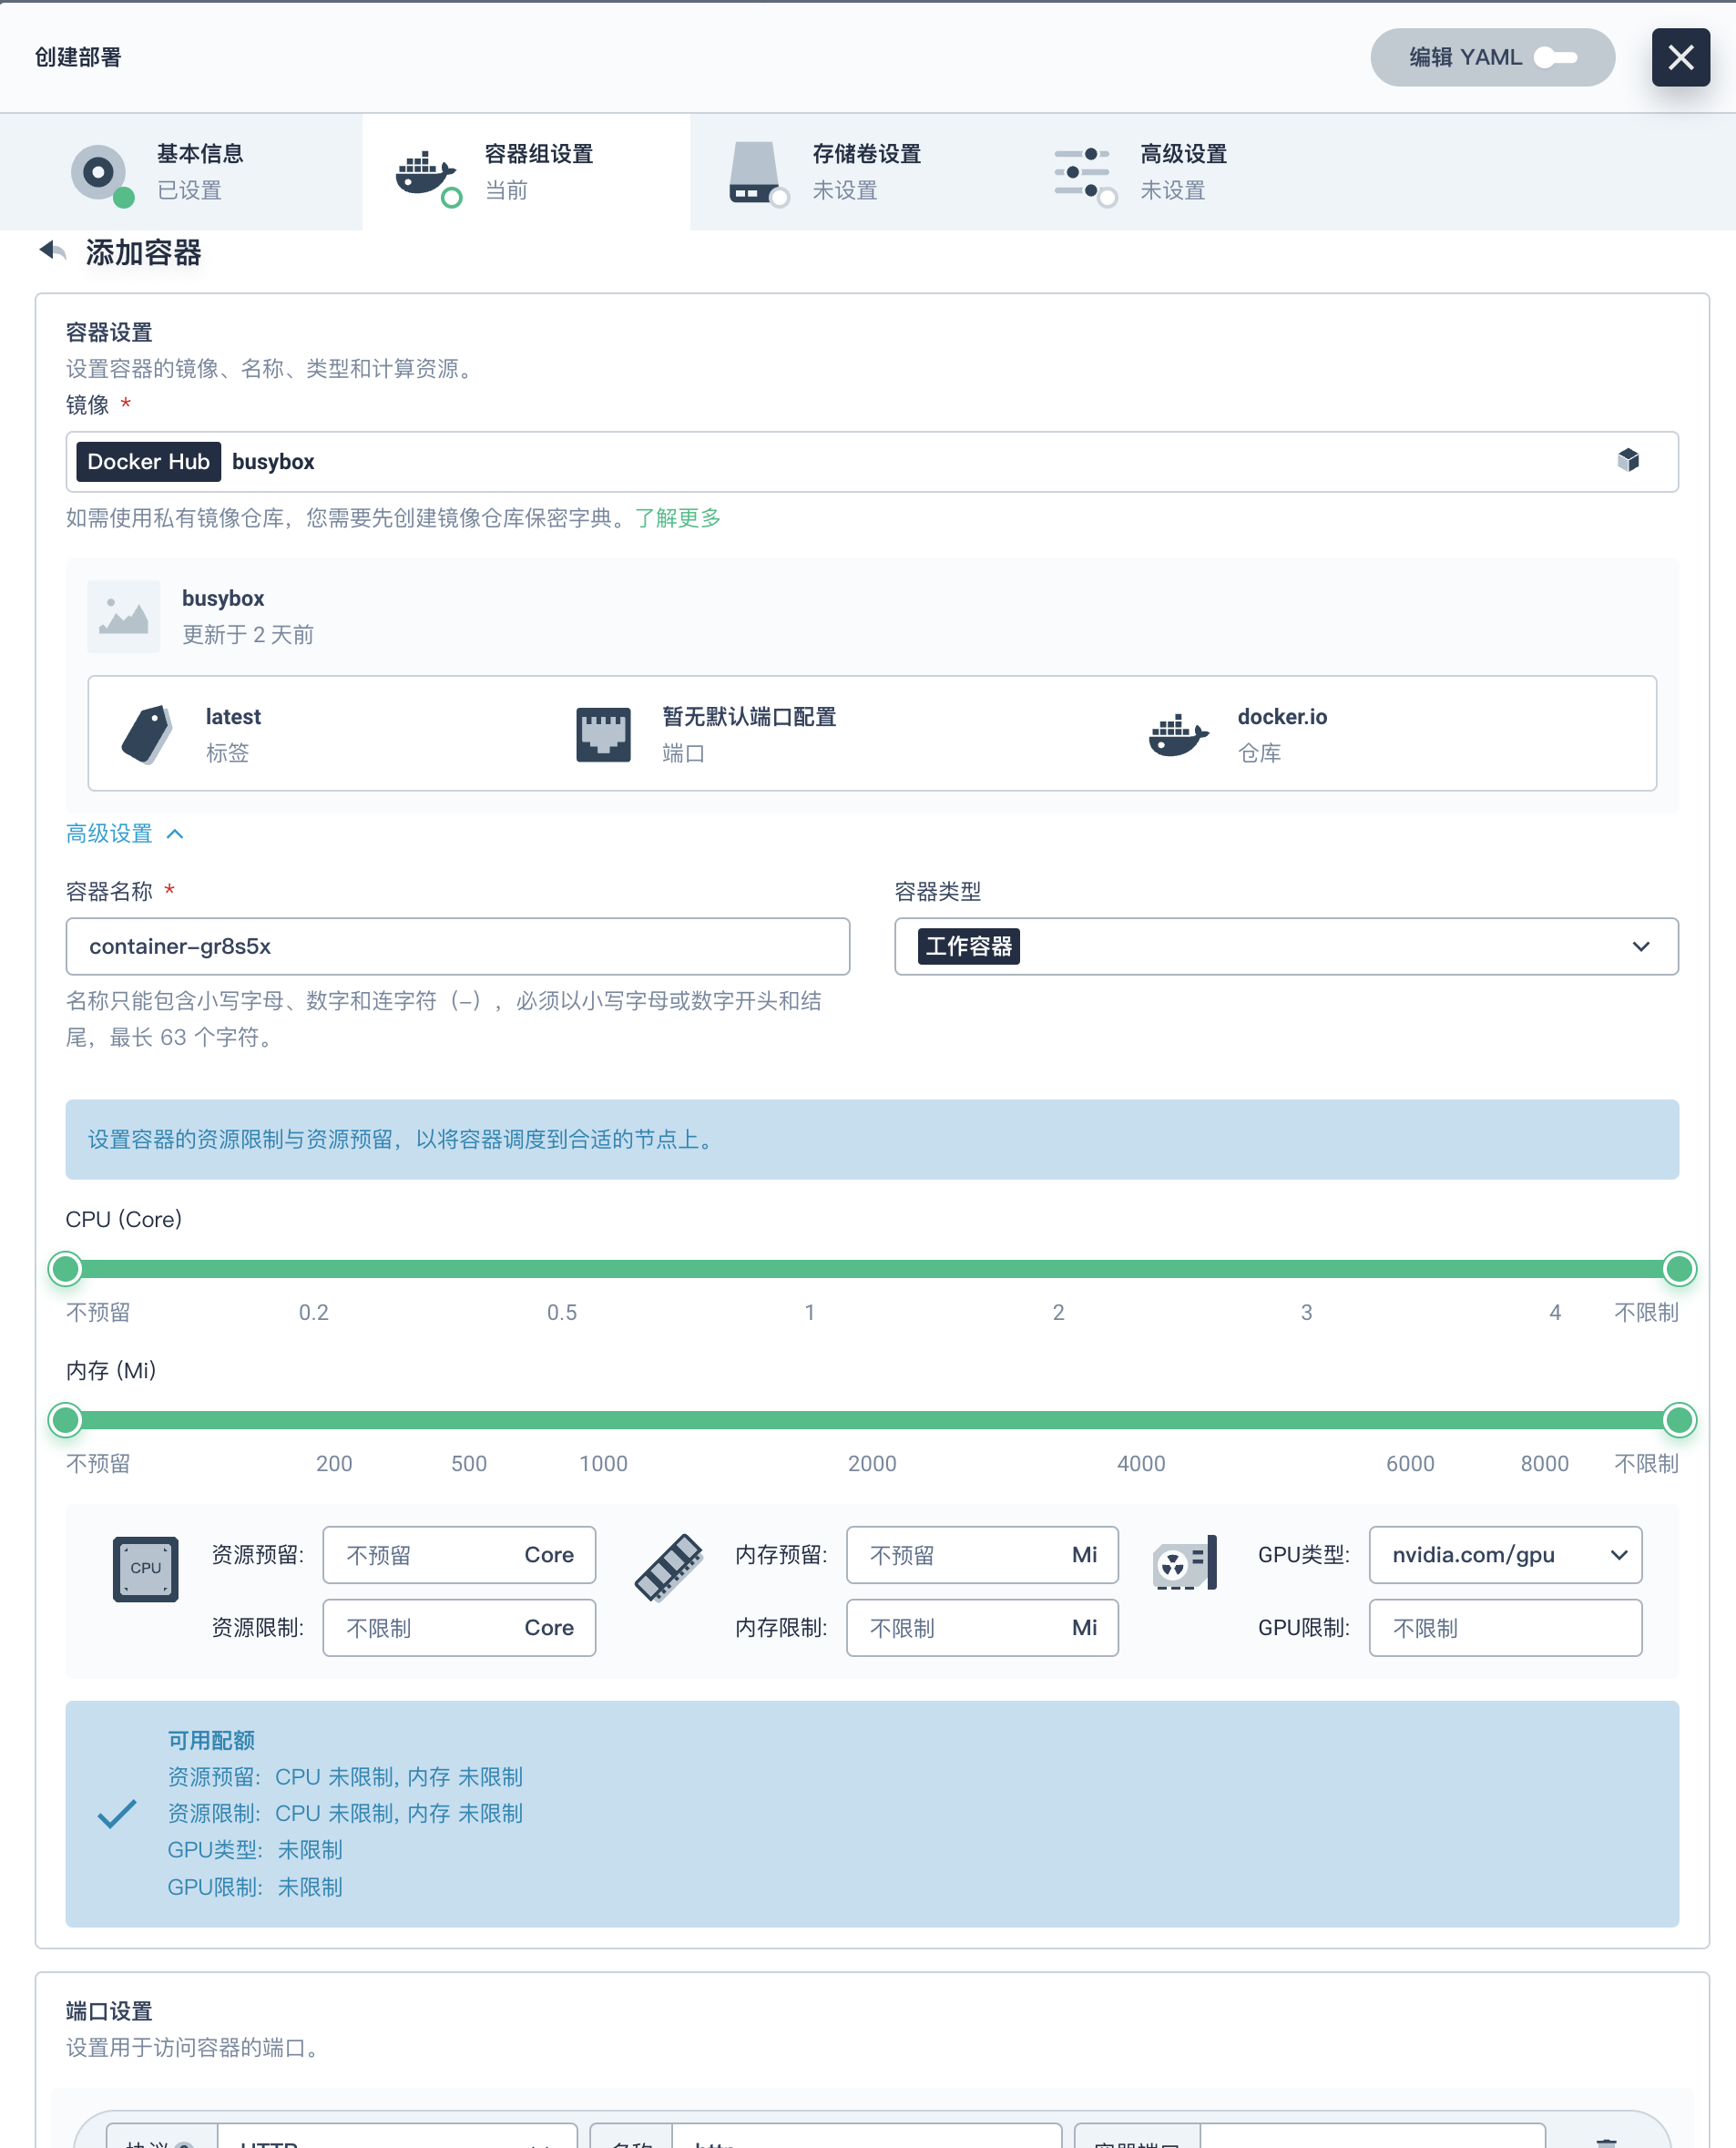 创建部署
编辑 YAML
基本信息
已设置
容器组设置
当前
存储卷设置
未设置
高级设置
未设置
添加容器
容器设置
设置容器的镜像、名称、类型和计算资源。
镜像 *
Docker Hub busybox
如需使用私有镜像仓库，您需要先创建镜像仓库保密字典。了解更多
busybox
更新于 2 天前
latest
标签
暂无默认端口配置
端口
docker.io
仓库
高级设置
容器名称 *
container-gr8s5x
名称只能包含小写字母、数字和连字符（-），必须以小写字母或数字开头和结
尾，最长 63 个字符。
容器类型
工作容器
设置容器的资源限制与资源预留，以将容器调度到合适的节点上。
CPU (Core)
不预留 0.2 0.5 1 2 3 4 不限制
内存 (Mi)
不预留 200 500 1000 2000 4000 6000 8000 不限制
CPU
资源预留: 不预留 Core
资源限制: 不限制 Core
内存预留: 不预留 Mi
内存限制: 不限制 Mi
GPU类型: nvidia.com/gpu
GPU限制: 不限制
可用配额
资源预留: CPU 未限制, 内存 未限制
资源限制: CPU 未限制, 内存 未限制
GPU类型: 未限制
GPU限制: 未限制
端口设置
设置用于访问容器的端口。
协议 HTTP 名称 容器端口